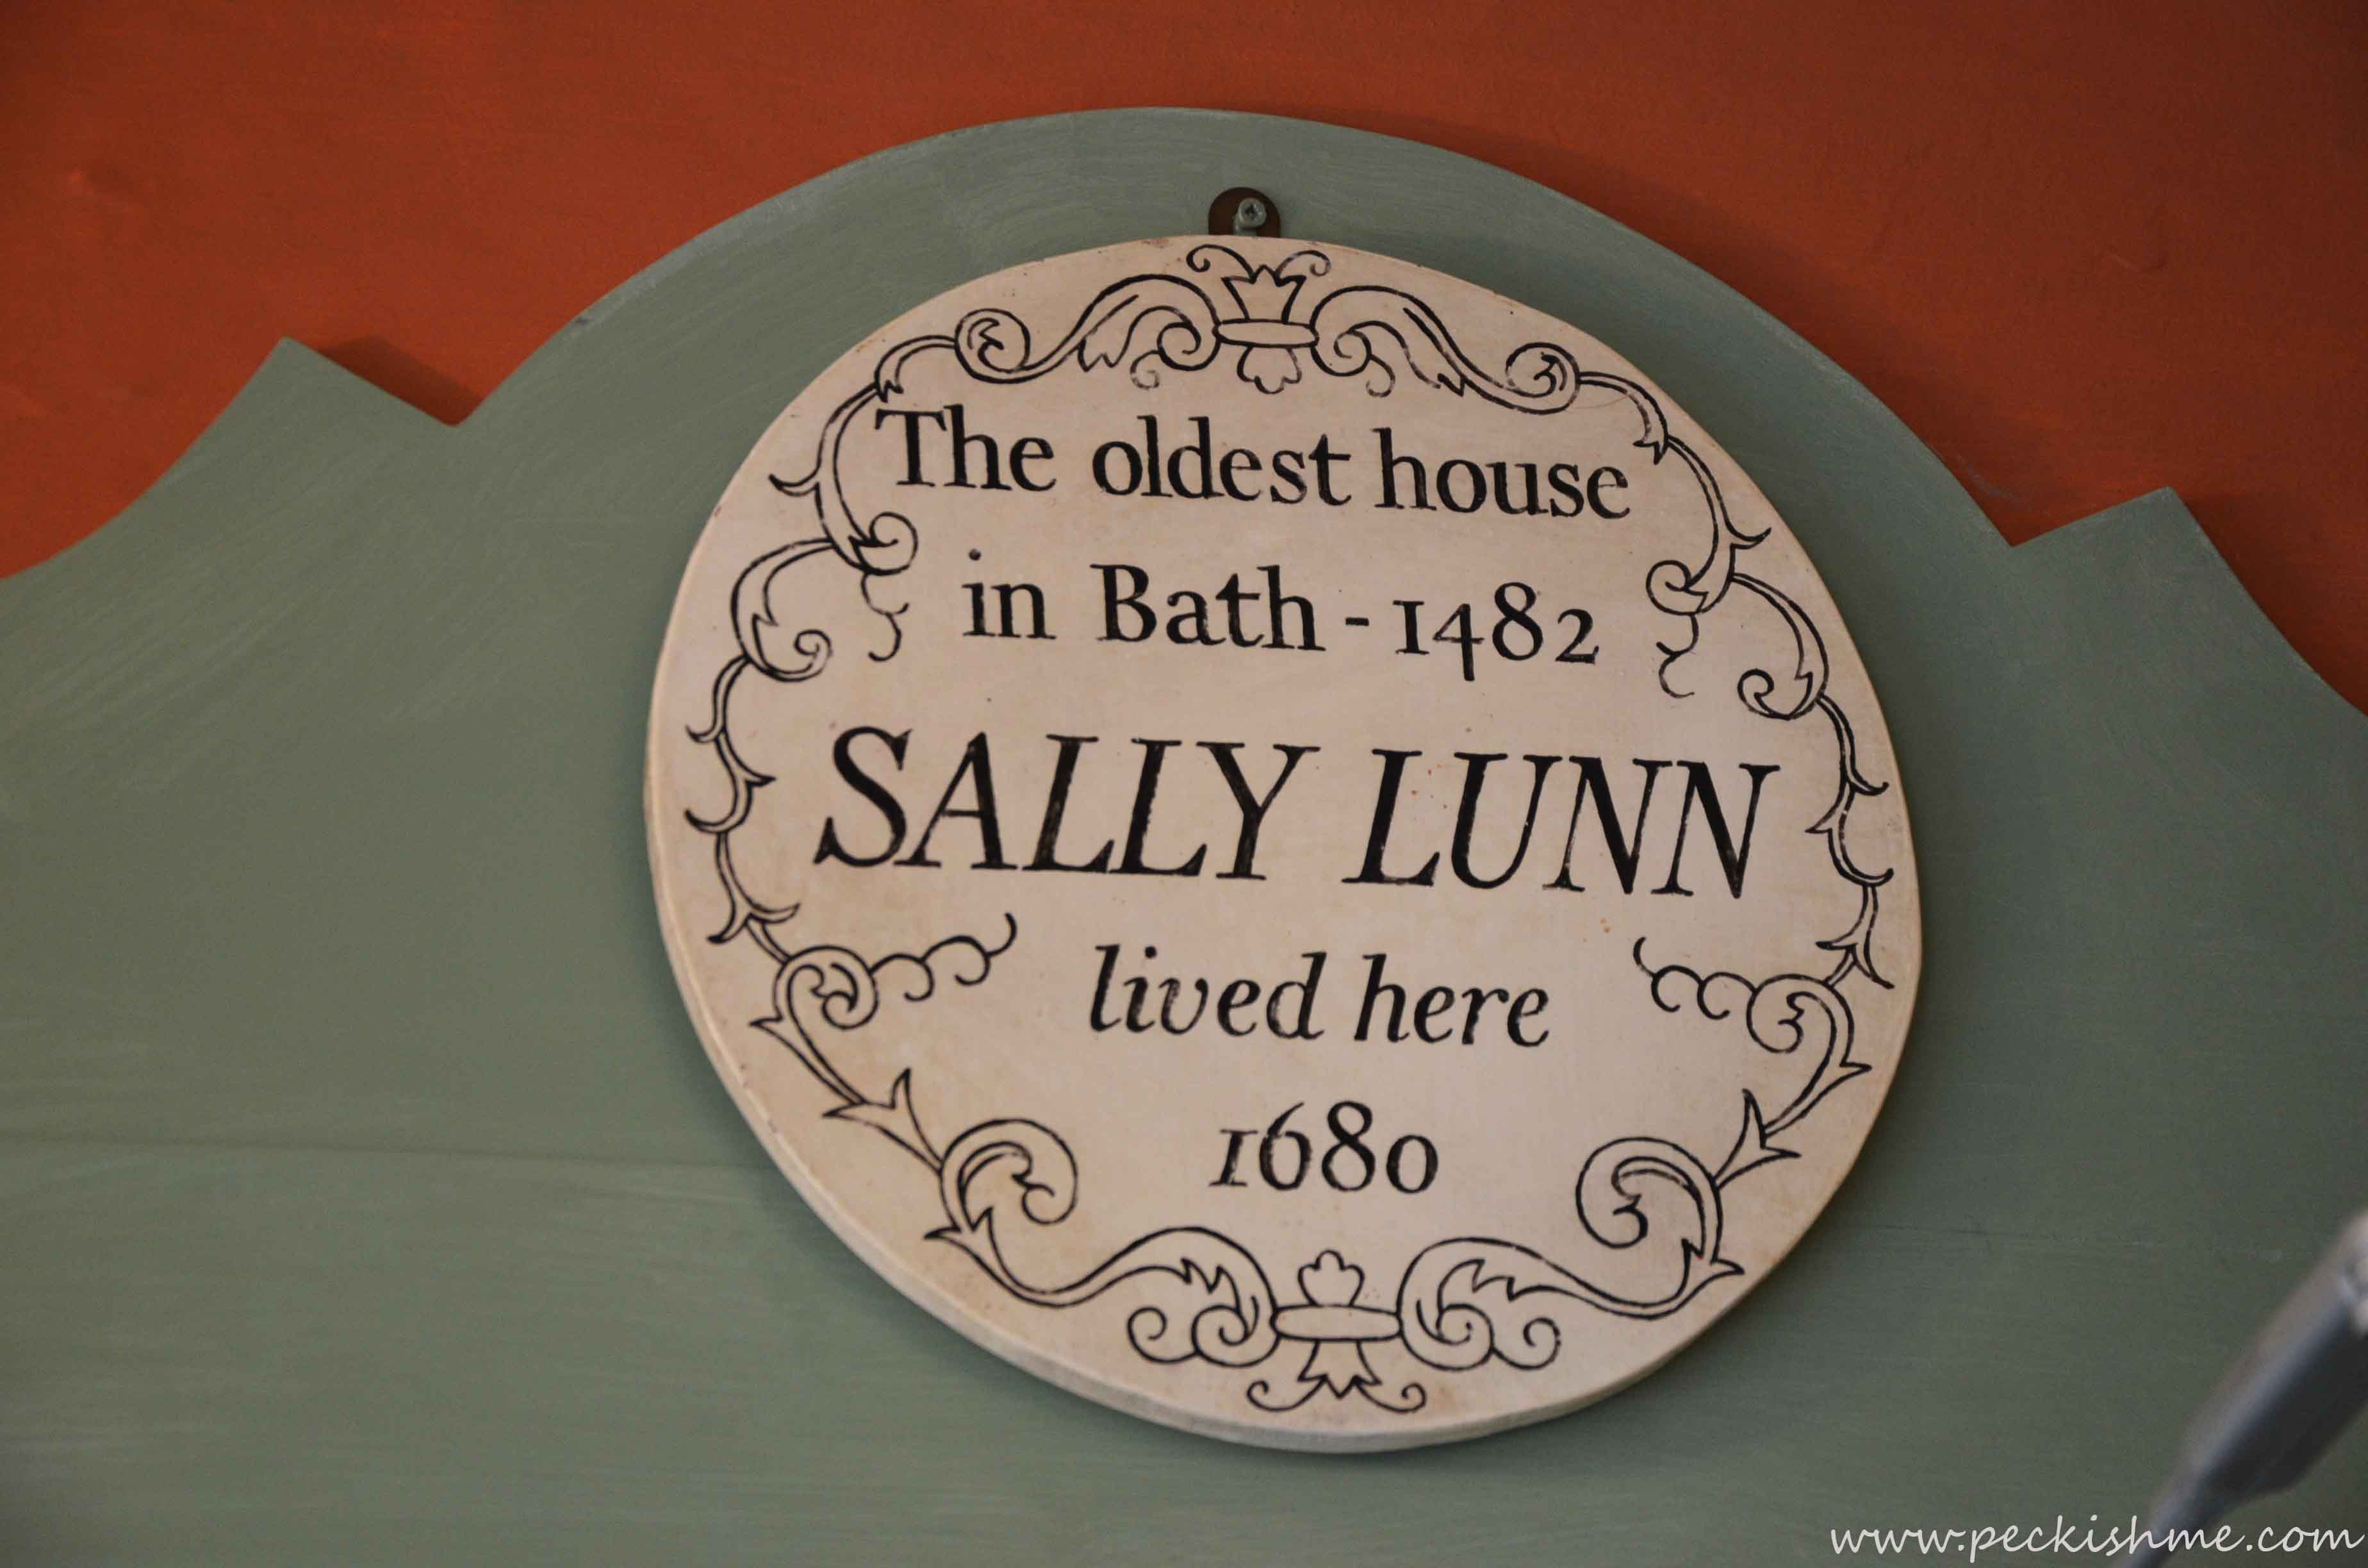 The oldest house
in Bath - 1482
SALLY LUNN
lived here
1680
www.peckishme.com